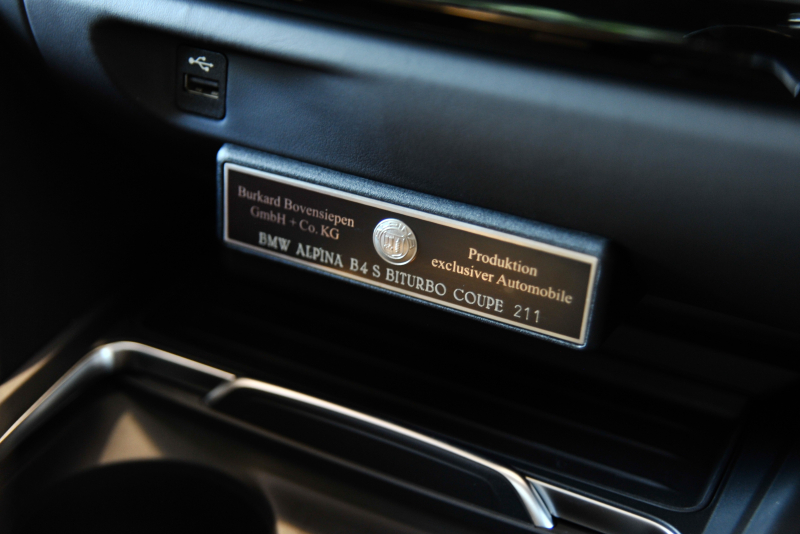 Burkard Bovensiepen
GmbH + Co. KG
Produktion
exclusiver Automobile
BMW ALPINA B4 S BITURBO COUPE 211